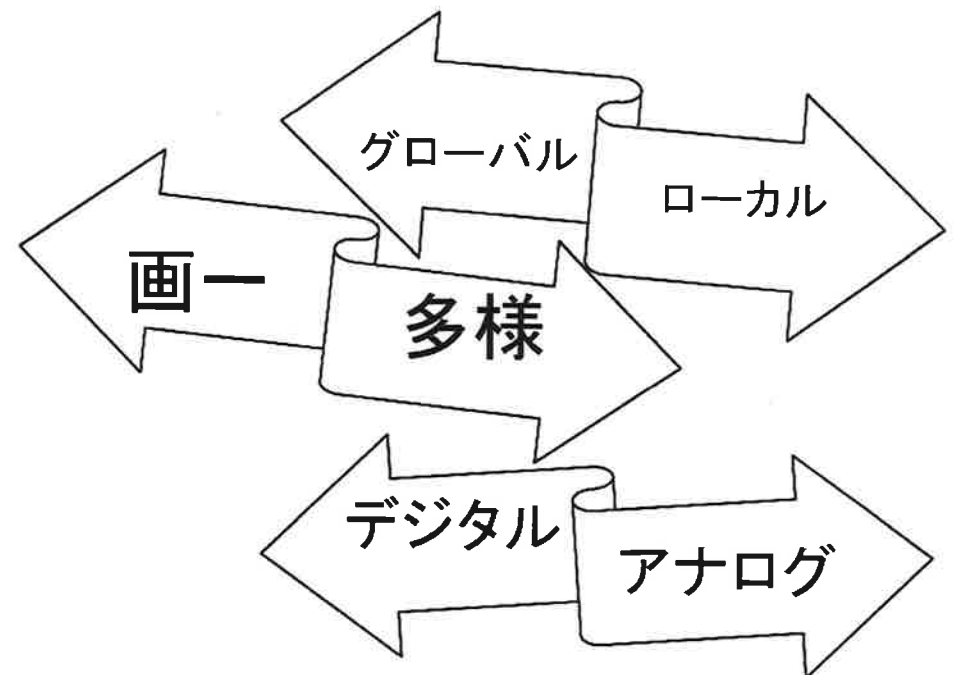 グローバル
ローカル
画一
多様
デジタル
アナログ